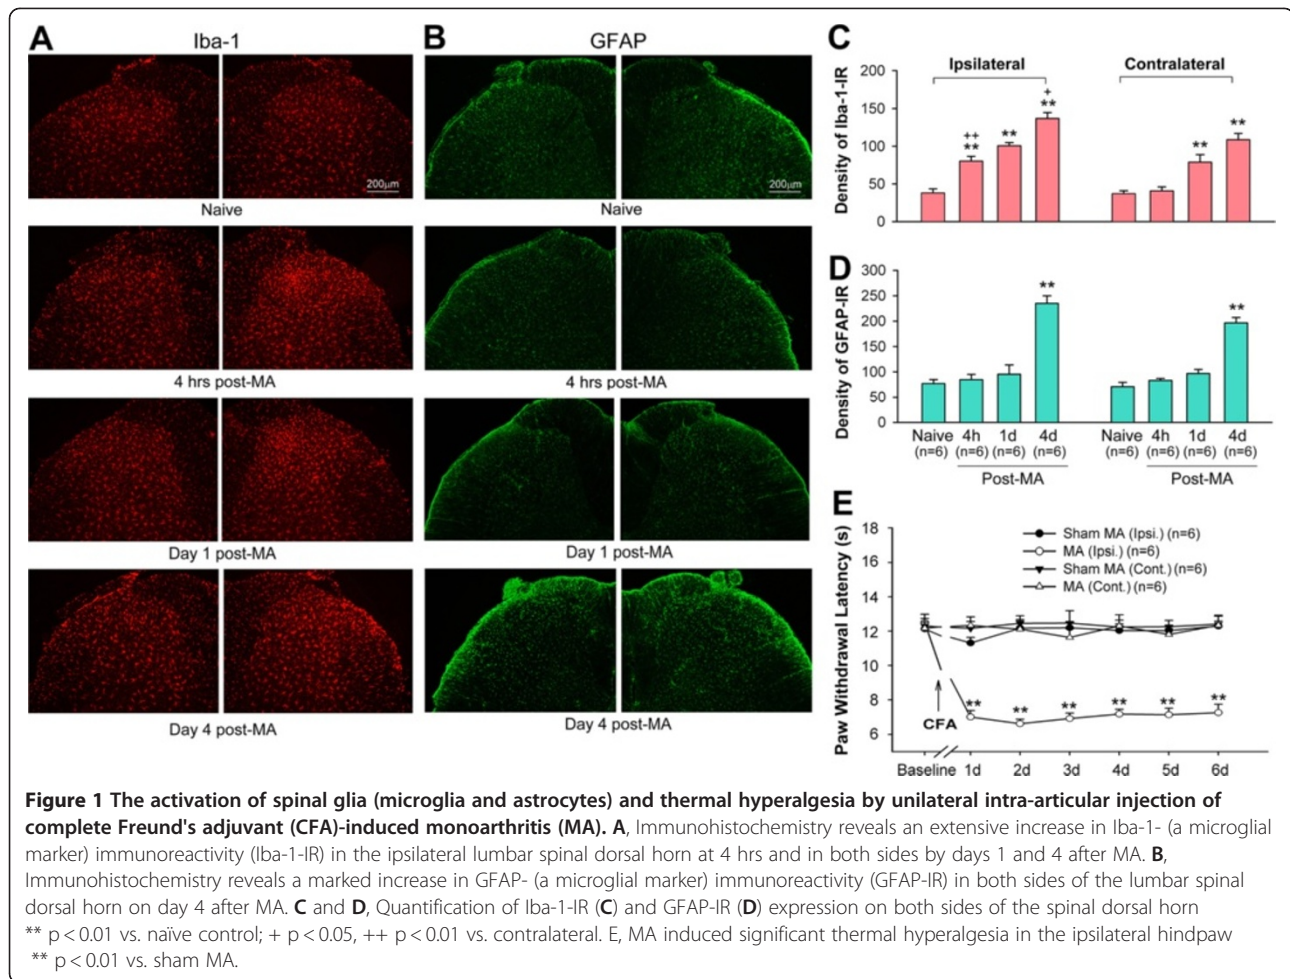 A
Iba-1
200μm
Naive
4 hrs post-MA
Day 1 post-MA
Day 4 post-MA
B
GFAP
200μm
Naive
4 hrs post-MA
Day 1 post-MA
Day 4 post-MA
C
Ipsilateral
Contralateral
Density of Iba-1-IR
200
150
100
50
0
++
**
**
+
**
**
**
D
Density of GFAP-IR
300
250
200
150
100
50
0
**
**
Naive 4h 1d 4d Naive 4h 1d 4d
(n=6) (n=6) (n=6) (n=6) (n=6) (n=6) (n=6) (n=6)
Post-MA Post-MA
E
Paw Withdrawal Latency (s)
18
16
14
12
10
8
6
Sham MA (Ipsi.) (n=6)
MA (Ipsi.) (n=6)
Sham MA (Cont.) (n=6)
MA (Cont.) (n=6)
CFA
** ** ** ** ** **
Baseline 1d 2d 3d 4d 5d 6d
Figure 1 The activation of spinal glia (microglia and astrocytes) and thermal hyperalgesia by unilateral intra-articular injection of
complete Freund's adjuvant (CFA)-induced monoarthritis (MA). A, Immunohistochemistry reveals an extensive increase in Iba-1- (a microglial
marker) immunoreactivity (Iba-1-IR) in the ipsilateral lumbar spinal dorsal horn at 4 hrs and in both sides by days 1 and 4 after MA. B,
Immunohistochemistry reveals a marked increase in GFAP- (a microglial marker) immunoreactivity (GFAP-IR) in both sides of the lumbar spinal
dorsal horn on day 4 after MA. C and D, Quantification of Iba-1-IR (C) and GFAP-IR (D) expression on both sides of the spinal dorsal horn
** p < 0.01 vs. naïve control; + p < 0.05, ++ p < 0.01 vs. contralateral. E, MA induced significant thermal hyperalgesia in the ipsilateral hindpaw
** p < 0.01 vs. sham MA.